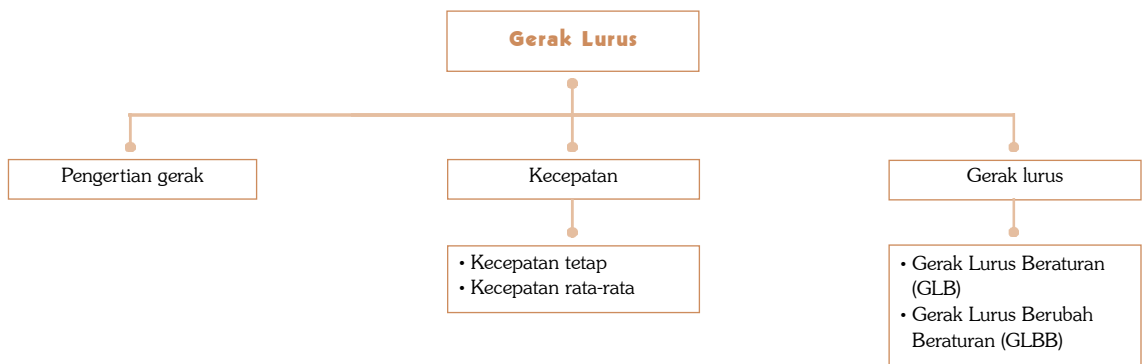 Gerak Lurus
Pengertian gerak
Kecepatan
Gerak lurus
• Kecepatan tetap
• Kecepatan rata-rata
• Gerak Lurus Beraturan
(GLB)
• Gerak Lurus Berubah
Beraturan (GLBB)